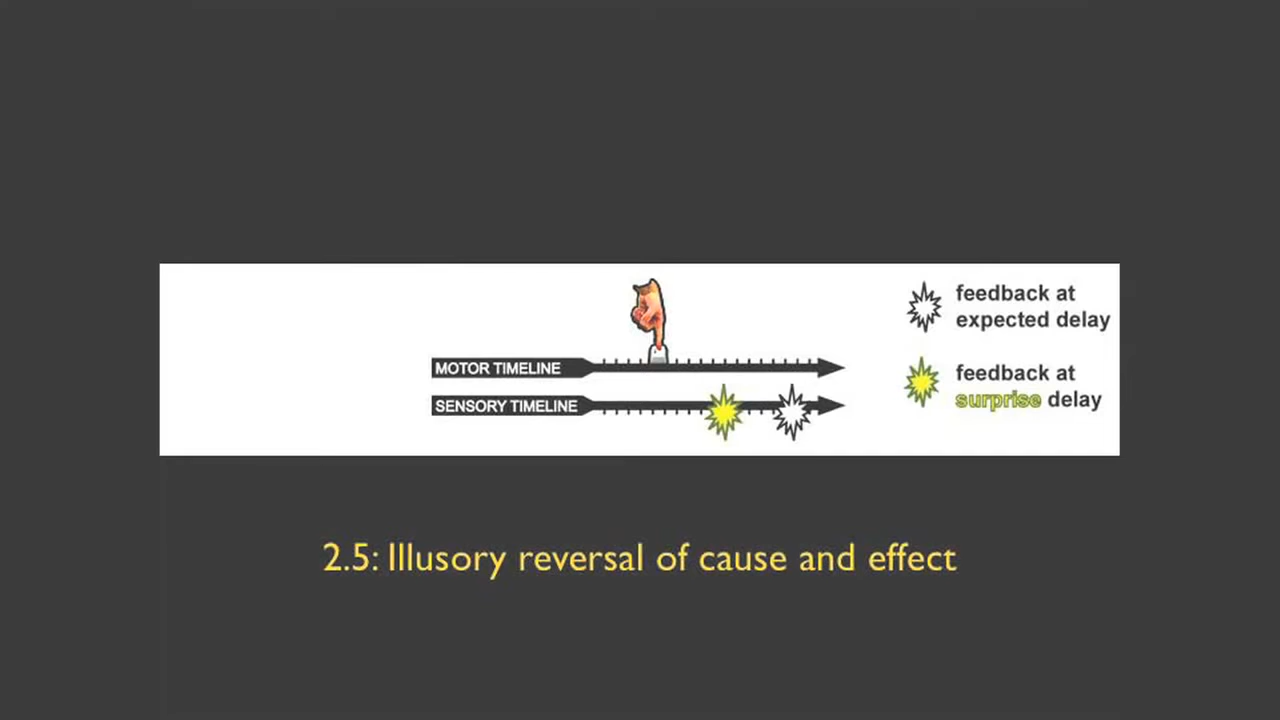 feedback at
expected delay
MOTOR TIMELINE
feedback at
surprise delay
SENSORY TIMELINE
2.5: Illusory reversal of cause and effect